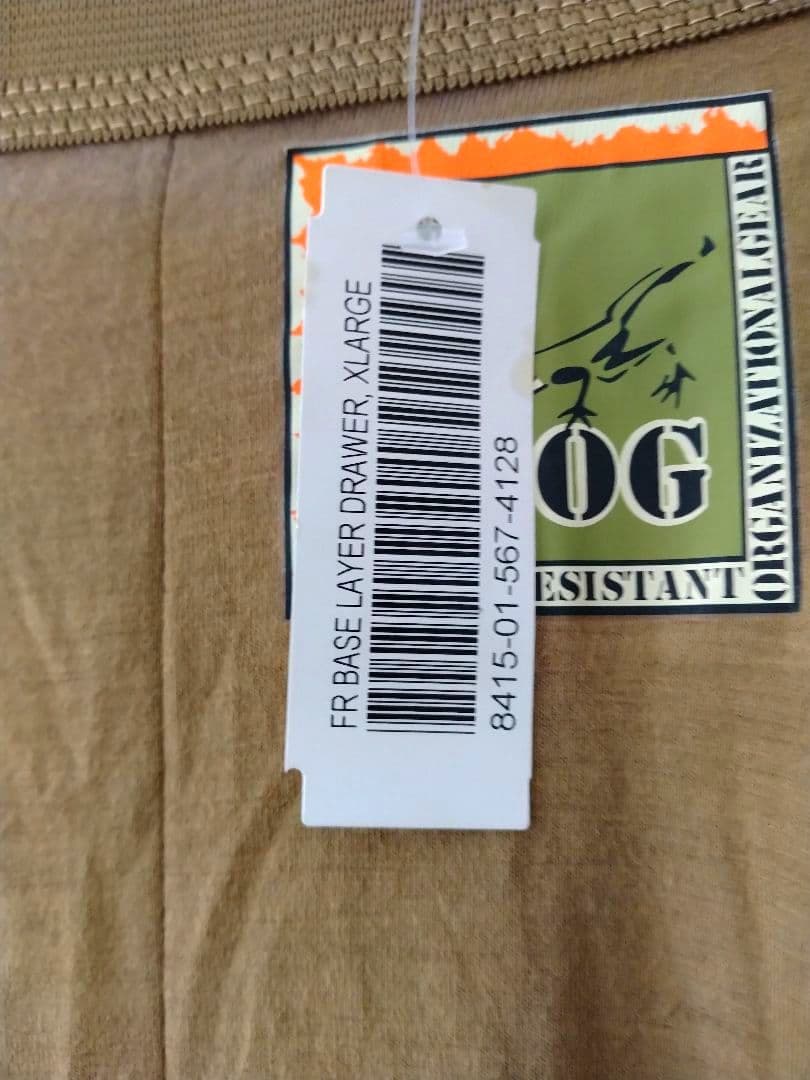 FR BASE LAYER DRAWER, XLARGE
8415-01-567-4128
OG
ESISTANT
ORGANIZATIONALGEAR